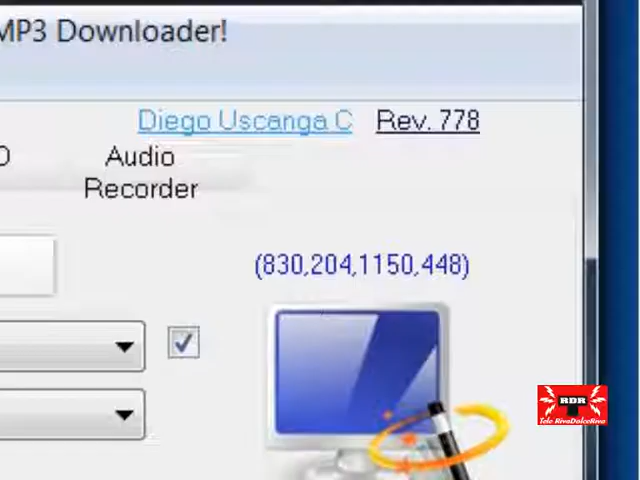 MP3 Downloader!
Diego Uscanga C Rev. 778
Audio
Recorder
(830,204,1150,448)
RDR
Tele RivaDolceRiva